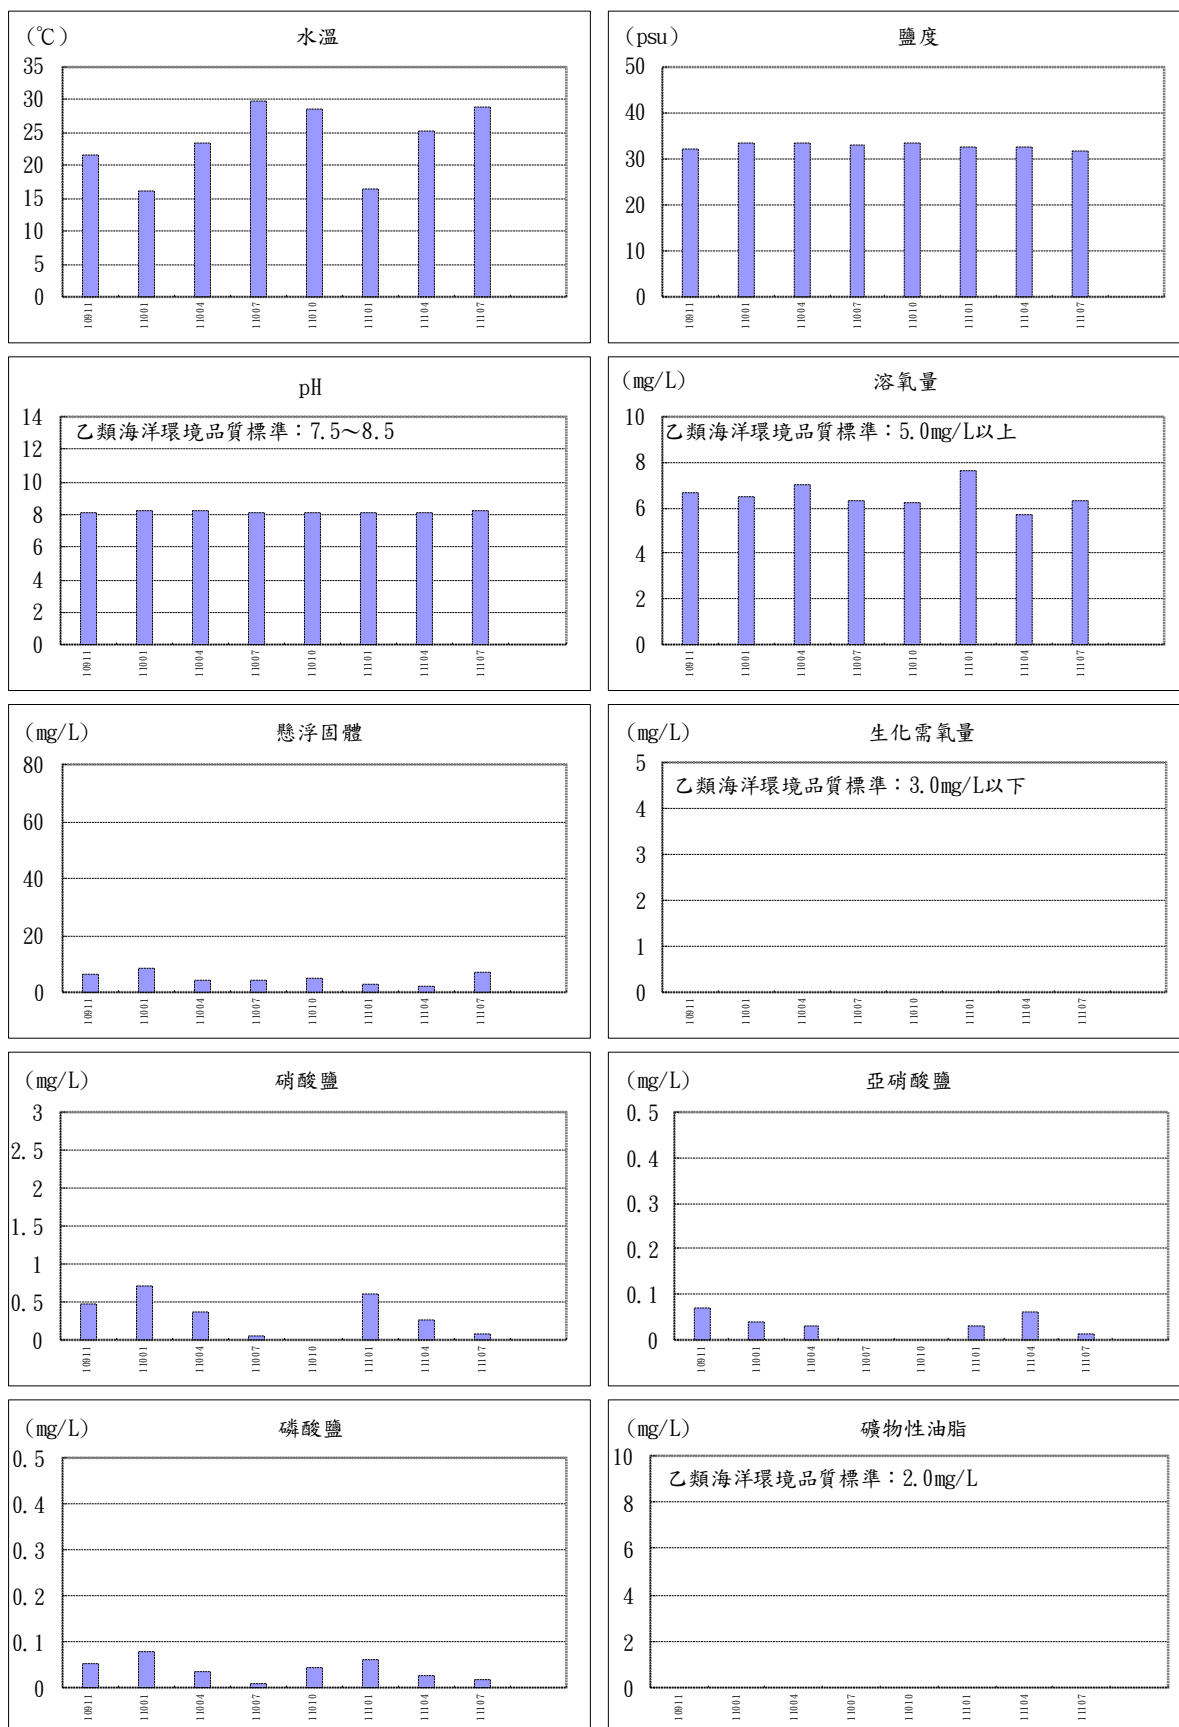 (℃) 水溫
35
30
25
20
15
10
5
0
10911 11001 11004 11007 11010 11101 11104 11107
(psu) 鹽度
50
40
30
20
10
0
10911 11001 11004 11007 11010 11101 11104 11107
pH
乙類海洋環境品質標準：7.5～8.5
14
12
10
8
6
4
2
0
10911 11001 11004 11007 11010 11101 11104 11107
(mg/L) 溶氧量
乙類海洋環境品質標準：5.0mg/L以上
10
8
6
4
2
0
10911 11001 11004 11007 11010 11101 11104 11107
(mg/L) 懸浮固體
80
60
40
20
0
10911 11001 11004 11007 11010 11101 11104 11107
(mg/L) 生化需氧量
乙類海洋環境品質標準：3.0mg/L以下
5
4
3
2
1
0
10911 11001 11004 11007 11010 11101 11104 11107
(mg/L) 硝酸鹽
3
2.5
2
1.5
1
0.5
0
10911 11001 11004 11007 11010 11101 11104 11107
(mg/L) 亞硝酸鹽
0.5
0.4
0.3
0.2
0.1
0
10911 11001 11004 11007 11010 11101 11104 11107
(mg/L) 磷酸鹽
0.5
0.4
0.3
0.2
0.1
0
10911 11001 11004 11007 11010 11101 11104 11107
(mg/L) 礦物性油脂
乙類海洋環境品質標準：2.0mg/L
10
8
6
4
2
0
10911 11001 11004 11007 11010 11101 11104 11107